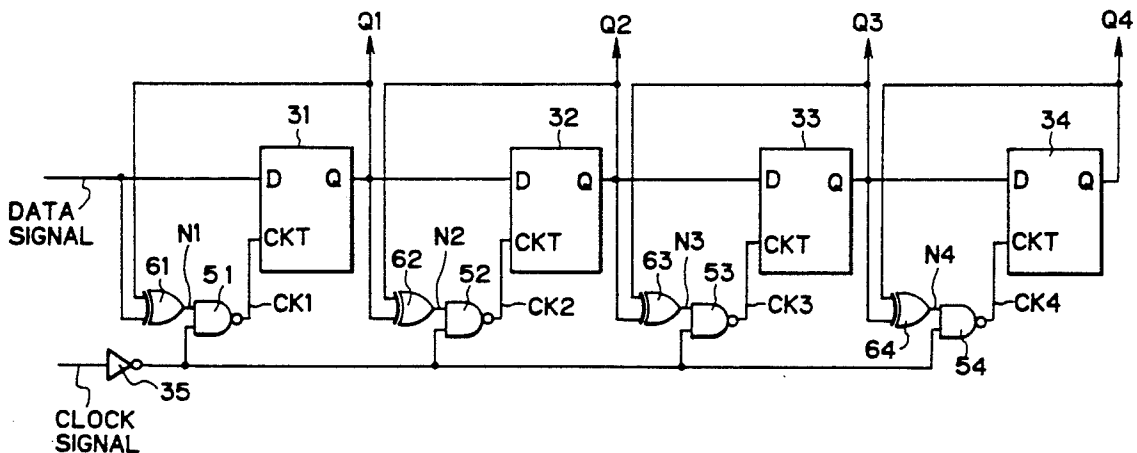 Q1 Q2 Q3 Q4
31 32 33 34
D Q D Q D Q D Q
DATA
SIGNAL
N1 N2 N3 N4
CKT CKT CKT CKT
61 51 62 52 63 53
CK1 CK2 CK3 CK4
64 54
35
CLOCK
SIGNAL